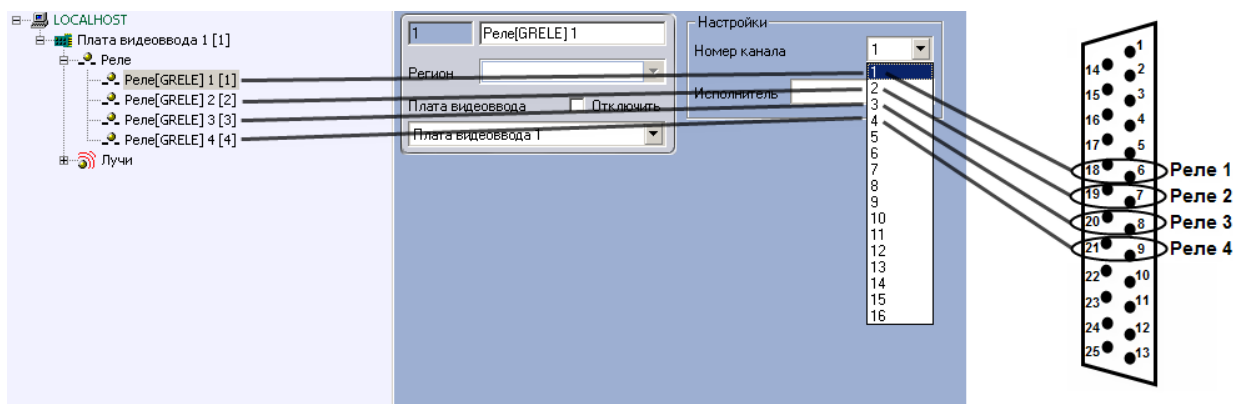 LOCALHOST
Плата видеоввода 1 [1]
Реле
Реле[GRELE] 1 [1]
Реле[GRELE] 2 [2]
Реле[GRELE] 3 [3]
Реле[GRELE] 4 [4]
Лучи
1
Реле[GRELE] 1
Регион
Плата видеоввода
Отключить
Плата видеоввода 1
Настройки
Номер канала
1
Исполнитель
1
2
3
4
5
6
7
8
9
10
11
12
13
14
15
16
1
14
2
15
3
16
4
17
5
18
6
Реле 1
19
7
Реле 2
20
8
Реле 3
21
9
Реле 4
22
10
23
11
24
12
25
13